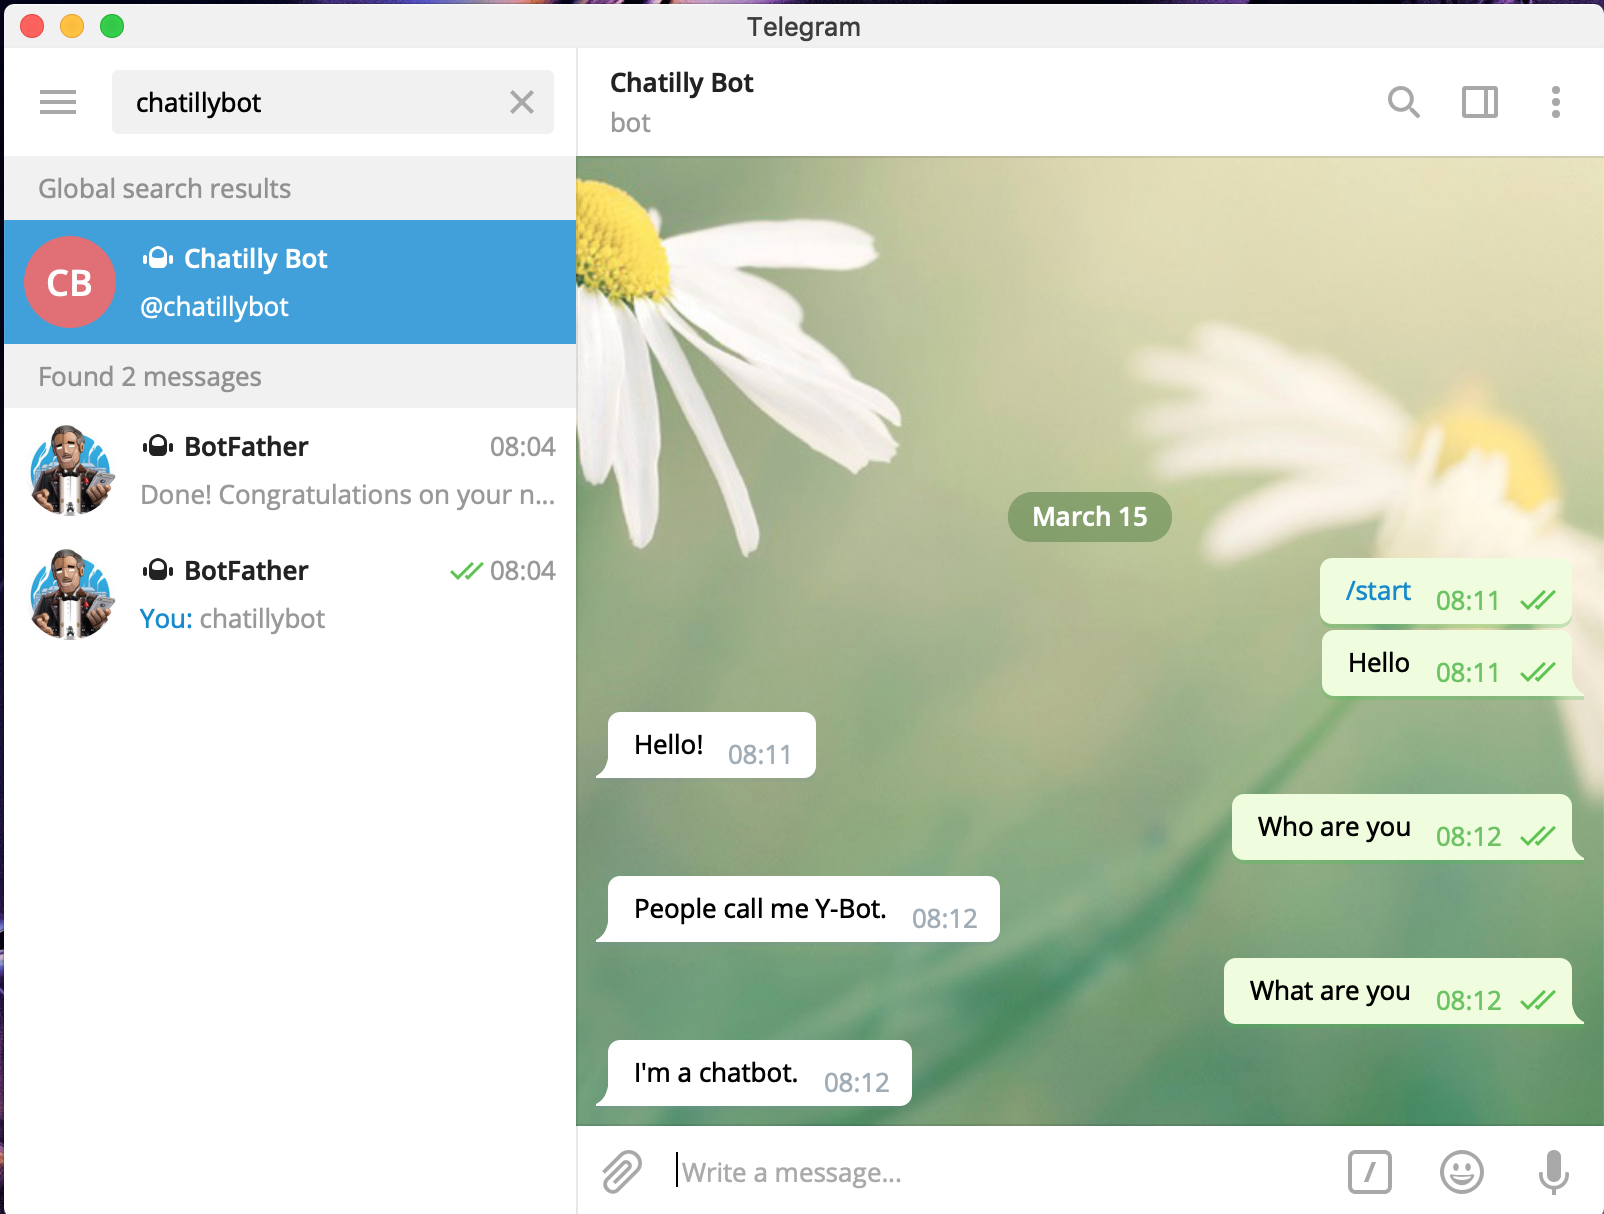 Telegram
chatillybot
Global search results
CB
Chatilly Bot
@chatillybot
Found 2 messages
BotFather 08:04
Done! Congratulations on your n...
BotFather 08:04
You: chatillybot
Chatilly Bot
bot
March 15
/start 08:11
Hello 08:11
Hello! 08:11
Who are you 08:12
People call me Y-Bot. 08:12
What are you 08:12
I'm a chatbot. 08:12
Write a message...
/